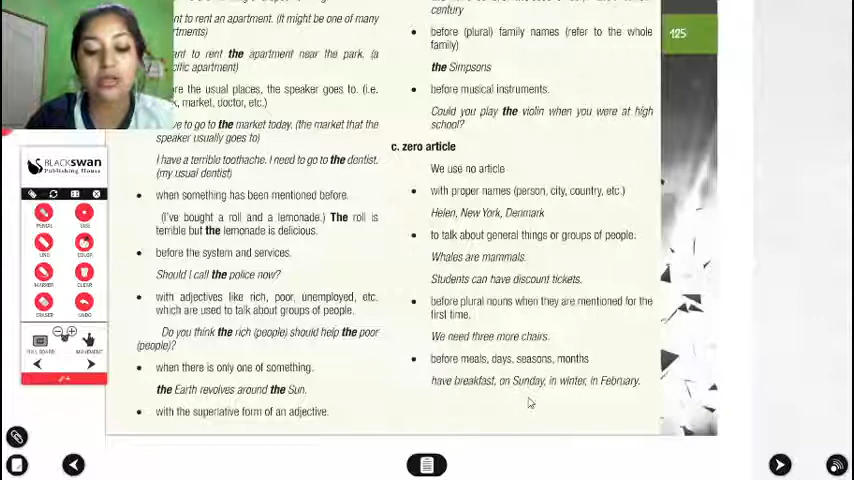 to rent an apartment. (It might be one of many
to rent the apartment near the park. (a
apartment)
the usual places, the speaker goes to. (i.e.
market, doctor, etc.)
to go to the market today. (the market that the
speaker usually goes to)
I have a terrible toothache. I need to go to the dentist.
(my usual dentist)
• when something has been mentioned before.
(I've bought a roll and a lemonade.) The roll is
terrible but the lemonade is delicious.
• before the system and services.
Should I call the police now?
• with adjectives like rich, poor, unemployed, etc.
which are used to talk about groups of people.
Do you think the rich (people) should help the poor
(people)?
• when there is only one of something.
the Earth revolves around the Sun.
• with the superlative form of an adjective.
century
• before (plural) family names (refer to the whole
family)
the Simpsons
• before musical instruments.
Could you play the violin when you were at high
school?
c. zero article
We use no article
• with proper names (person, city, country, etc.)
Helen, New York, Denmark
• to talk about general things or groups of people.
Whales are mammals.
Students can have discount tickets.
• before plural nouns when they are mentioned for the
first time.
We need three more chairs.
• before meals, days, seasons, months
have breakfast, on Sunday, in winter, in February.
125
BLACKSWAN
Publishing House
COLOR
MARKER
CLEAR
ERASER
UNDO
FULL BOARD
MOVEMENT